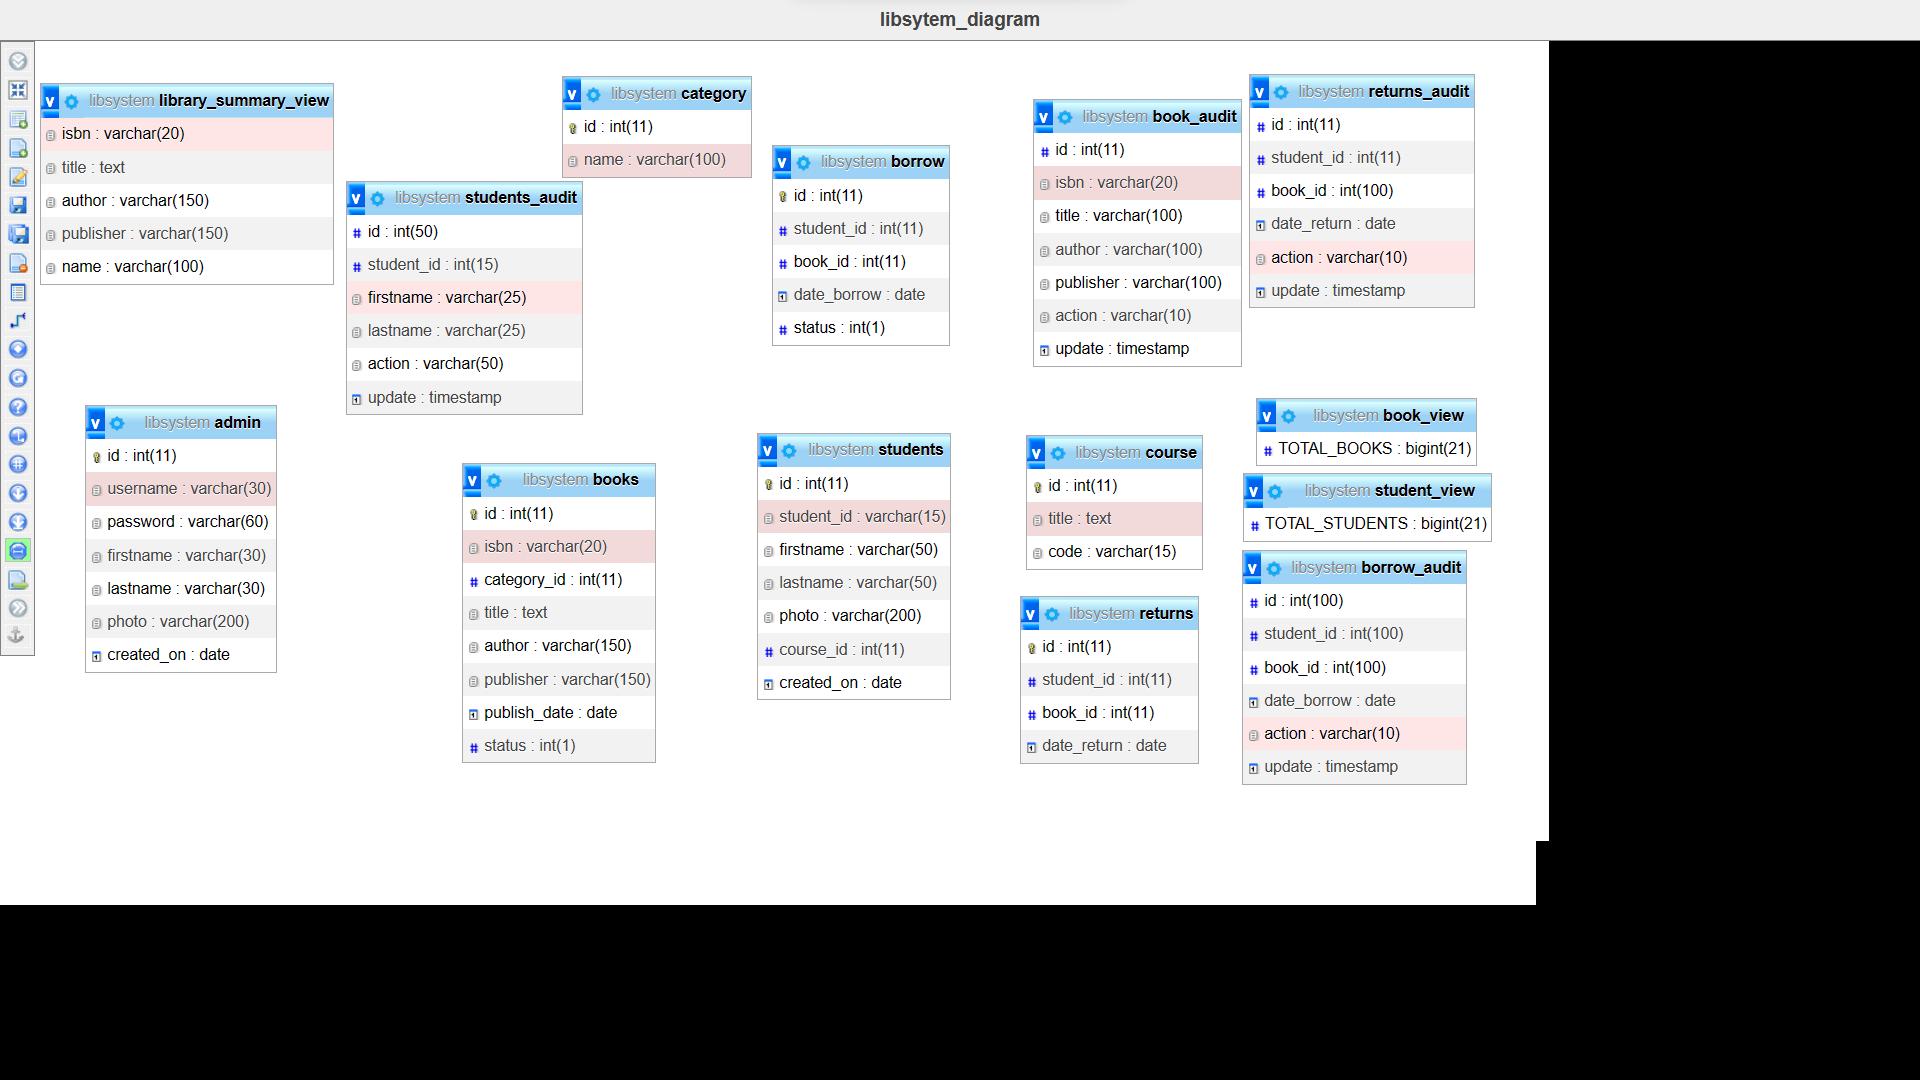 libsytem_diagram
libsystem library_summary_view
isbn : varchar(20)
title : text
author : varchar(150)
publisher : varchar(150)
name : varchar(100)
libsystem students_audit
id : int(50)
student_id : int(15)
firstname : varchar(25)
lastname : varchar(25)
action : varchar(50)
update : timestamp
libsystem category
id : int(11)
name : varchar(100)
libsystem borrow
id : int(11)
student_id : int(11)
book_id : int(11)
date_borrow : date
status : int(1)
libsystem book_audit
id : int(11)
isbn : varchar(20)
title : varchar(100)
author : varchar(100)
publisher : varchar(100)
action : varchar(10)
update : timestamp
libsystem returns_audit
id : int(11)
student_id : int(11)
book_id : int(100)
date_return : date
action : varchar(10)
update : timestamp
libsystem admin
id : int(11)
username : varchar(30)
password : varchar(60)
firstname : varchar(30)
lastname : varchar(30)
photo : varchar(200)
created_on : date
libsystem books
id : int(11)
isbn : varchar(20)
category_id : int(11)
title : text
author : varchar(150)
publisher : varchar(150)
publish_date : date
status : int(1)
libsystem students
id : int(11)
student_id : varchar(15)
firstname : varchar(50)
lastname : varchar(50)
photo : varchar(200)
course_id : int(11)
created_on : date
libsystem course
id : int(11)
title : text
code : varchar(15)
libsystem returns
id : int(11)
student_id : int(11)
book_id : int(11)
date_return : date
libsystem book_view
TOTAL_BOOKS : bigint(21)
libsystem student_view
TOTAL_STUDENTS : bigint(21)
libsystem borrow_audit
id : int(100)
student_id : int(100)
book_id : int(100)
date_borrow : date
action : varchar(10)
update : timestamp